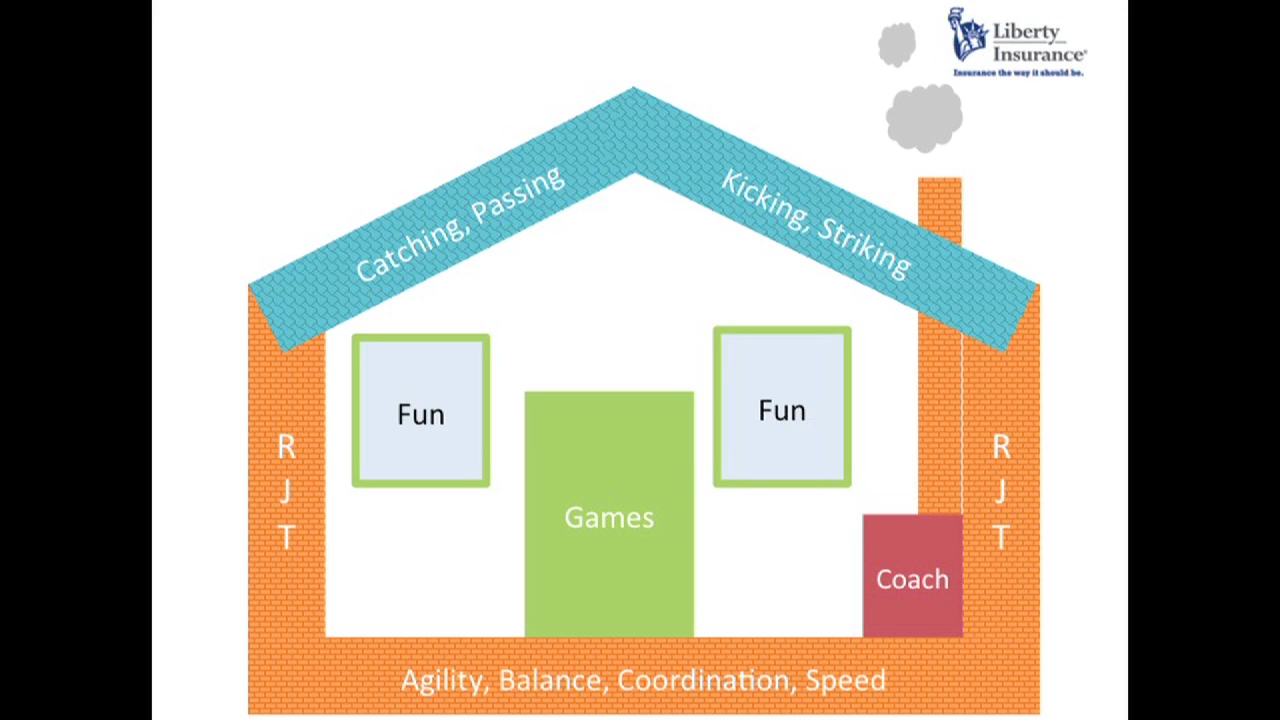 Liberty
Insurance®
Insurance the way it should be.
Catching, Passing
Kicking, Striking
Fun
Fun
Games
R
J
T
R
J
T
Coach
Agility, Balance, Coordination, Speed